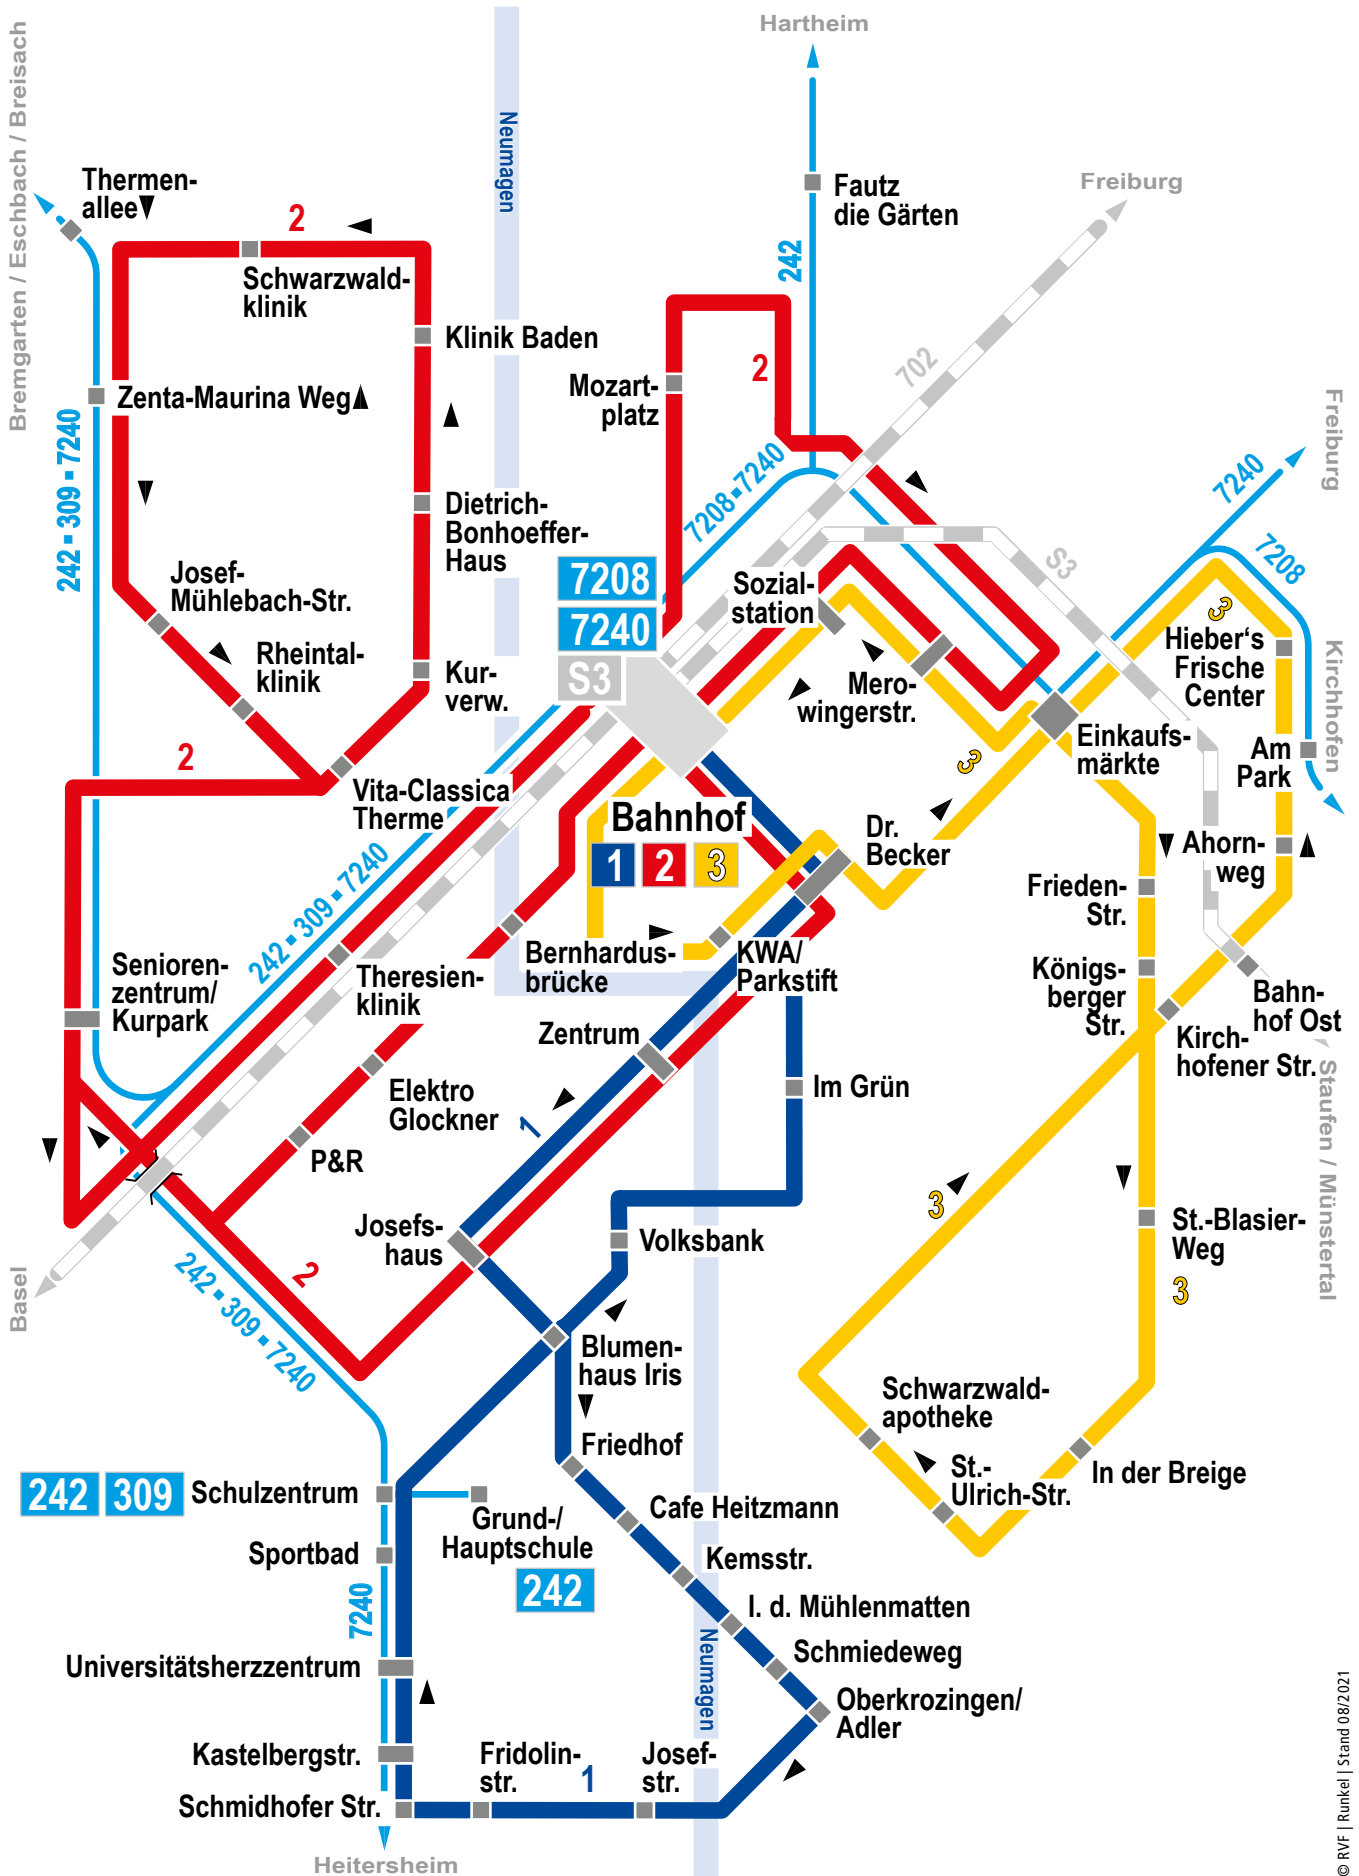 Hartheim
Bremgarten / Eschbach / Breisach
Neumagen
Thermen-
allee
2
Schwarzwald-
klinik
Klinik Baden
Zenta-Maurina Weg
242 ▪ 309 ▪ 7240
Dietrich-
Bonhoeffer-
Haus
Josef-
Mühlebach-Str.
Rheintal-
klinik
Kur-
verw.
2
Vita-Classica
Therme
Fautz
die Gärten
242
Freiburg
702
Mozart-
platz
2
7208 ▪ 7240
7208
7240
S3
Sozial-
station
Mero-
wingerstr.
S3
Freiburg
7240
7208
3
Hieber‘s
Frische
Center
Kirchhofen
Am
Park
Einkaufs-
märkte
3
Bahnhof
1 2 3
Dr.
Becker
Ahorn-
weg
Frieden-
Str.
Königs-
berger
Str.
Bahn-
hof Ost
Kirch-
hofener Str.
Staufen / Münstertal
242 ▪ 309 ▪ 7240
Senioren-
zentrum/
Kurpark
Theresien-
klinik
Bernhardus-
brücke
KWA/
Parkstift
Zentrum
Im Grün
Elektro
Glockner
1
P&R
Josefs-
haus
Volksbank
3
St.-Blasier-
Weg
3
Basel
242 ▪ 309 ▪ 7240
2
Blumen-
haus Iris
Schwarzwald-
apotheke
St.-
Ulrich-Str.
In der Breige
Friedhof
242 309 Schulzentrum
Grund-/
Hauptschule
242
Cafe Heitzmann
Sportbad
Kemsstr.
7240
I. d. Mühlenmatten
Neumagen
Schmiedeweg
Universitätsherzzentrum
Oberkrozingen/
Adler
Kastelbergstr.
Fridolin-
str.
1
Josef-
str.
Schmidhofer Str.
Heitersheim
© RVF | Runkel | Stand 08/2021